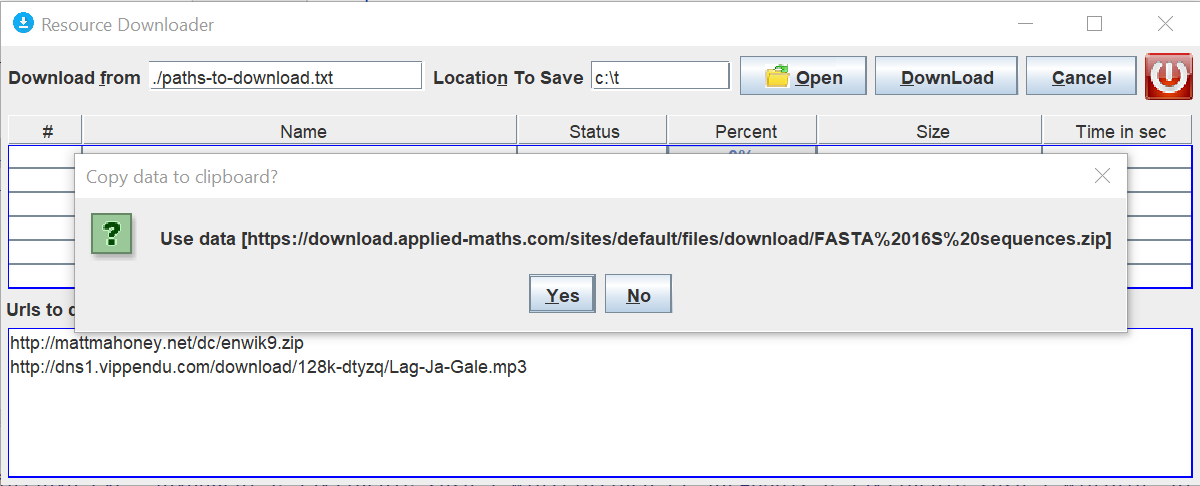 Resource Downloader
Download from ./paths-to-download.txt Location To Save c:\t Open DownLoad Cancel
# Name Status Percent Size Time in sec
Copy data to clipboard?
? Use data [https://download.applied-maths.com/sites/default/files/download/FASTA%2016S%20sequences.zip]
Yes No
Urls to
http://mattmahoney.net/dc/enwik9.zip
http://dns1.vippendu.com/download/128k-dtyzq/Lag-Ja-Gale.mp3